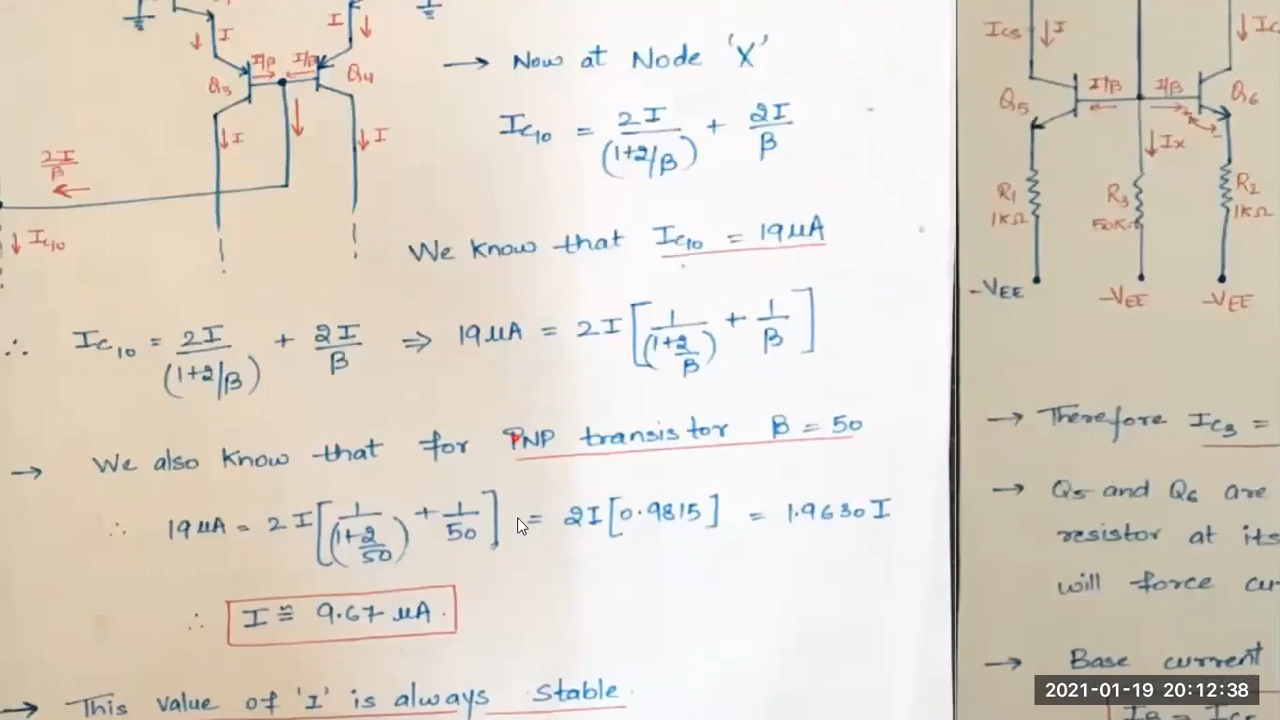 I
I
I/β
I/β
Q3
Q4
I
I
2I/β
IC10
→ Now at Node 'X'
IC10 = 2I/(1+2/β) + 2I/β
We know that IC10 = 19μA
∴ IC10 = 2I/(1+2/β) + 2I/β ⇒ 19μA = 2I[1/(1+2/β) + 1/β]
→ We also know that for PNP transistor β = 50
∴ 19μA = 2I[1/(1+2/50) + 1/50] = 2I[0.9815] = 1.9630I
∴ I ≅ 9.67μA.
→ This value of 'I' is always stable.
IC5
I
Q5
I/β
I/β
Q6
Ix
R1
1KΩ
R3
R2
1KΩ
-VEE
-VEE
-VEE
→ Therefore IC3 =
→ Q5 and Q6 are
resistor at its
will force
→ Base current
2021-01-19 20:12:38